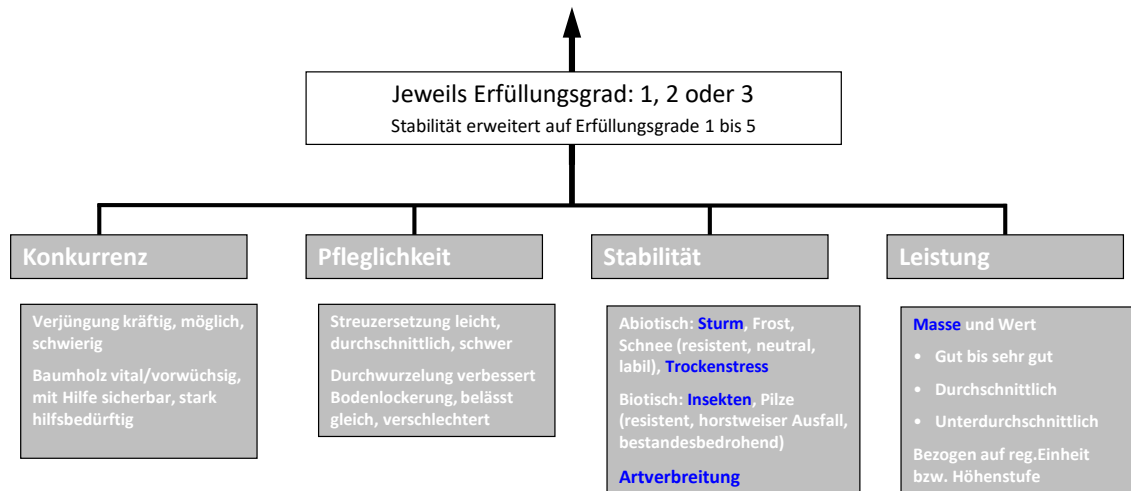 Jeweils Erfüllungsgrad: 1, 2 oder 3
Stabilität erweitert auf Erfüllungsgrade 1 bis 5
Konkurrenz
Verjüngung kräftig, möglich,
schwierig
Baumholz vital/vorwüchsig,
mit Hilfe sicherbar, stark
hilfsbedürftig
Pfleglichkeit
Streuzersetzung leicht,
durchschnittlich, schwer
Durchwurzelung verbessert
Bodenlockerung, belässt
gleich, verschlechtert
Stabilität
Abiotisch: Sturm, Frost,
Schnee (resistent, neutral,
labil), Trockenstress
Biotisch: Insekten, Pilze
(resistent, horstweiser Ausfall,
bestandesbedrohend)
Artverbreitung
Leistung
Masse und Wert
• Gut bis sehr gut
• Durchschnittlich
• Unterdurchschnittlich
Bezogen auf reg.Einheit
bzw. Höhenstufe